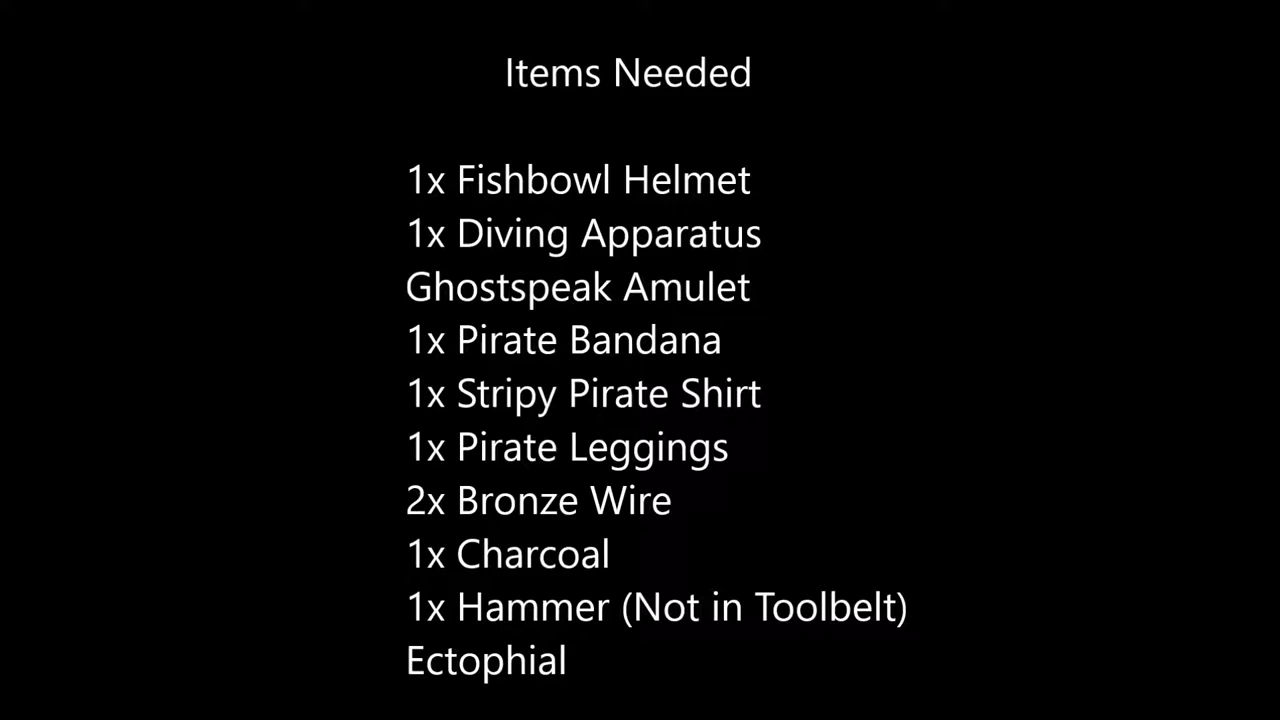 Items Needed
1x Fishbowl Helmet
1x Diving Apparatus
Ghostspeak Amulet
1x Pirate Bandana
1x Stripy Pirate Shirt
1x Pirate Leggings
2x Bronze Wire
1x Charcoal
1x Hammer (Not in Toolbelt)
Ectophial